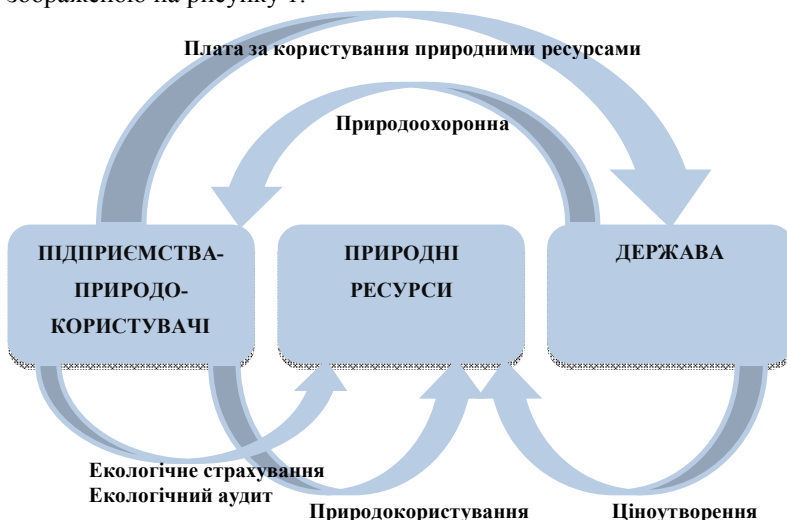 зображеною на рисунку 1.
Плата за користування природними ресурсами
Природоохоронна
ПІДПРИЄМСТВА-
ПРИРОДО-
КОРИСТУВАЧІ
ПРИРОДНІ
РЕСУРСИ
ДЕРЖАВА
Екологічне страхування
Екологічний аудит
Природокористування
Ціноутворення